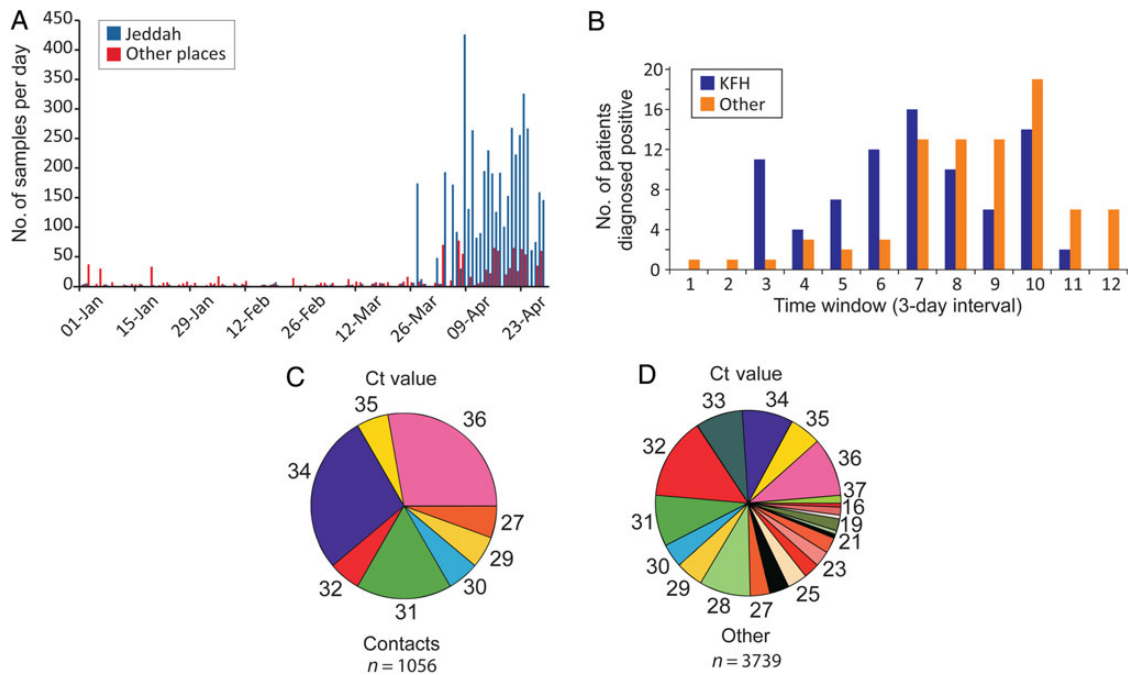 A
No. of samples per day
450
400
350
300
250
200
150
100
50
0
Jeddah
Other places
01-Jan
15-Jan
29-Jan
12-Feb
26-Feb
12-Mar
26-Mar
09-Apr
23-Apr
B
No. of patients
diagnosed positive
20
16
12
8
4
0
KFH
Other
1 2 3 4 5 6 7 8 9 10 11 12
Time window (3-day interval)
C
Ct value
35
36
34
27
29
30
32
31
Contacts
n = 1056
D
Ct value
33
34
35
32
36
37
16
19
31
21
30
23
29
25
28
27
Other
n = 3739